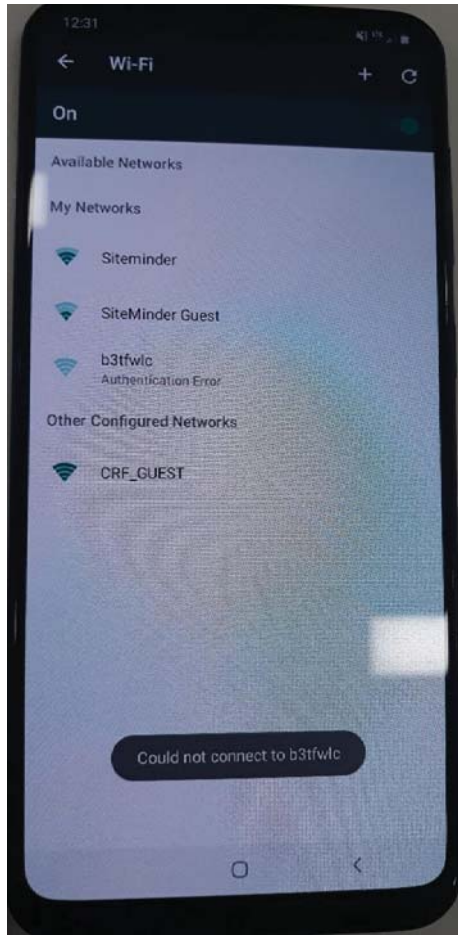 12:31
Wi-Fi
On
Available Networks
My Networks
Siteminder
SiteMinder Guest
b3tfwlc
Authentication Error
Other Configured Networks
CRF_GUEST
Could not connect to b3tfwlc